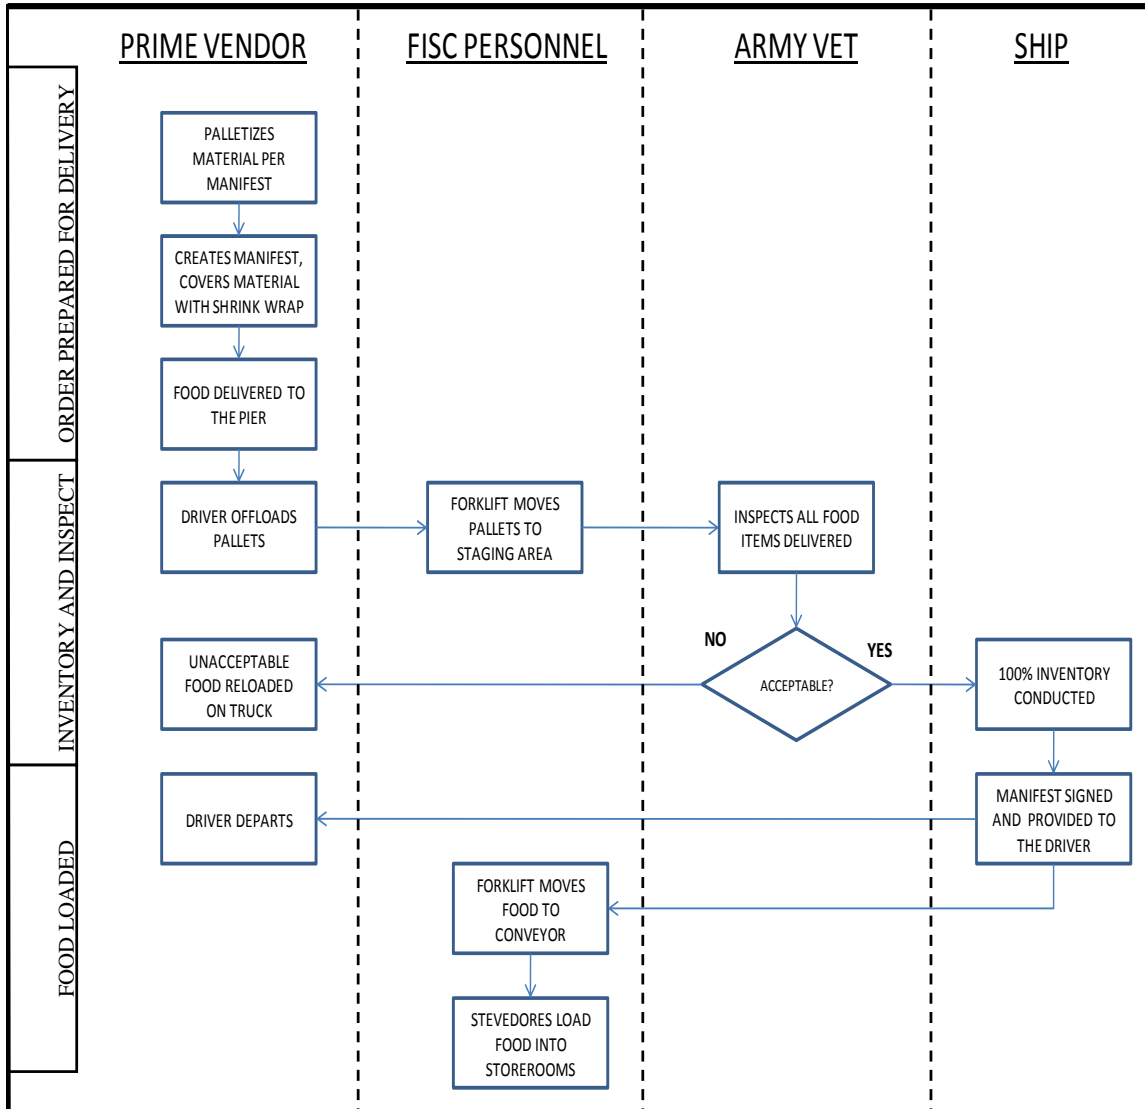 PRIME VENDOR
FISC PERSONNEL
ARMY VET
SHIP
ORDER PREPARED FOR DELIVERY
PALLETIZES
MATERIAL PER
MANIFEST
CREATES MANIFEST,
COVERS MATERIAL
WITH SHRINK WRAP
FOOD DELIVERED TO
THE PIER
INVENTORY AND INSPECT
DRIVER OFFLOADS
PALLETS
FORKLIFT MOVES
PALLETS TO
STAGING AREA
INSPECTS ALL FOOD
ITEMS DELIVERED
NO
YES
ACCEPTABLE?
UNACCEPTABLE
FOOD RELOADED
ON TRUCK
100% INVENTORY
CONDUCTED
FOOD LOADED
DRIVER DEPARTS
MANIFEST SIGNED
AND PROVIDED TO
THE DRIVER
FORKLIFT MOVES
FOOD TO
CONVEYOR
STEVEDORES LOAD
FOOD INTO
STOREROOMS